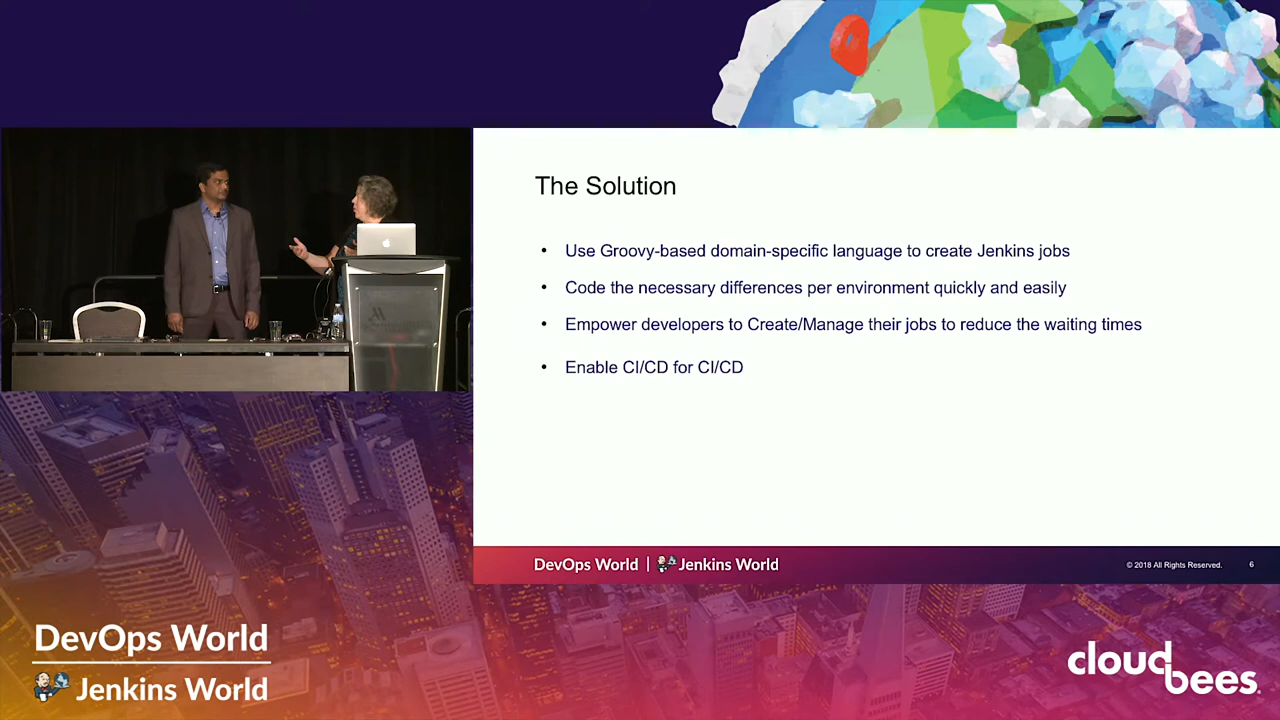 The Solution
• Use Groovy-based domain-specific language to create Jenkins jobs
• Code the necessary differences per environment quickly and easily
• Empower developers to Create/Manage their jobs to reduce the waiting times
• Enable CI/CD for CI/CD
DevOps World | Jenkins World
© 2018 All Rights Reserved.
6
DevOps World
Jenkins World
cloudbees.